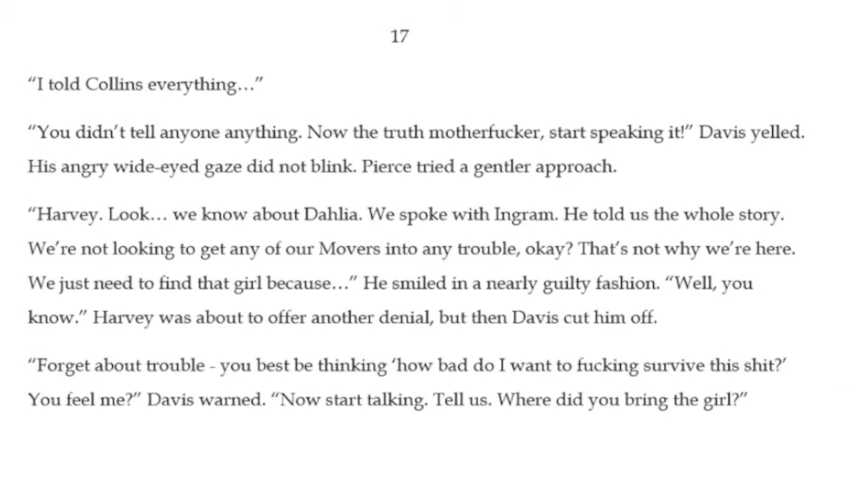 17
“I told Collins everything…”
“You didn’t tell anyone anything. Now the truth motherfucker, start speaking it!” Davis yelled.
His angry wide-eyed gaze did not blink. Pierce tried a gentler approach.
“Harvey. Look… we know about Dahlia. We spoke with Ingram. He told us the whole story.
We’re not looking to get any of our Movers into any trouble, okay? That’s not why we’re here.
We just need to find that girl because…” He smiled in a nearly guilty fashion. “Well, you
know.” Harvey was about to offer another denial, but then Davis cut him off.
“Forget about trouble - you best be thinking ‘how bad do I want to fucking survive this shit?’
You feel me?” Davis warned. “Now start talking. Tell us. Where did you bring the girl?”